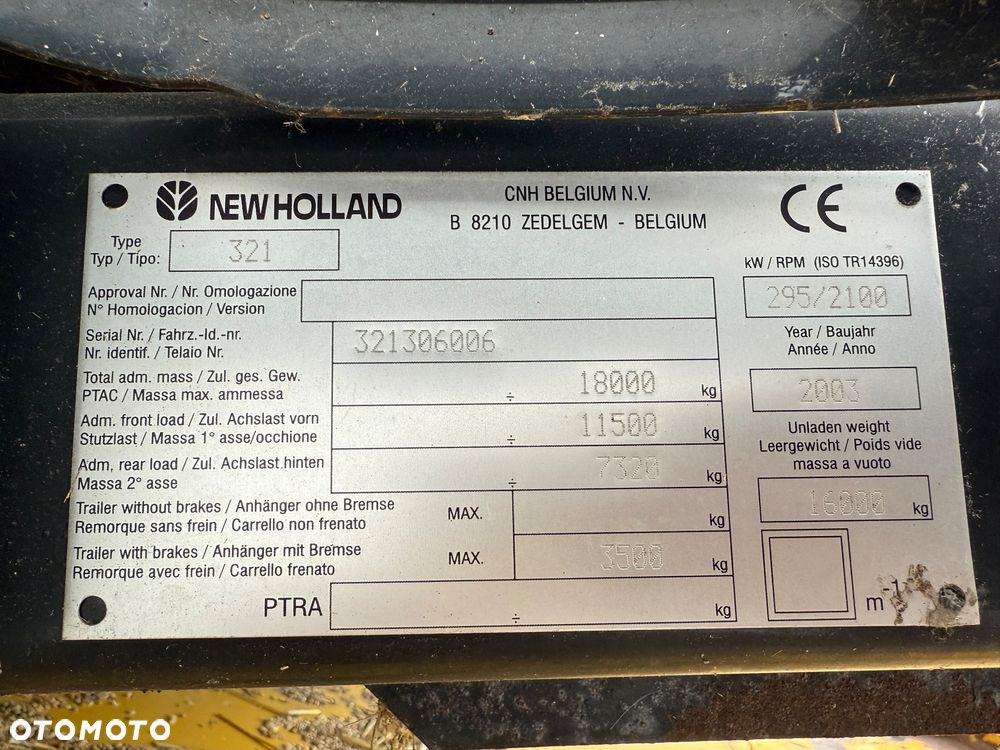 NEW HOLLAND
CNH BELGIUM N.V.
B 8210 ZEDELGEM - BELGIUM
CE
Type
Typ / Típo:
321
kW / RPM (ISO TR14396)
295/2100
Approval Nr. / Nr. Omologazione
N° Homologacion / Version
Serial Nr. / Fahrz.-Id.-nr.
Nr. identif. / Telaio Nr.
321306006
Year / Baujahr
Année / Anno
2003
Total adm. mass / Zul. ges. Gew.
PTAC / Massa max. ammessa
÷ 18000 kg
Adm. front load / Zul. Achslast vorn
Stutzlast / Massa 1° asse/occhione
÷ 11500 kg
Unladen weight
Leergewicht / Poids vide
massa a vuoto
16000 kg
Adm, rear load / Zul. Achslast.hinten
Massa 2° asse
÷ 7320 kg
Trailer without brakes / Anhänger ohne Bremse
Remorque sans frein / Carrello non frenato
MAX. kg
Trailer with brakes / Anhänger mit Bremse
Remorque avec frein / Carrello frenato
MAX. 3500 kg
PTRA ÷ kg
m-1
OTOMOTO